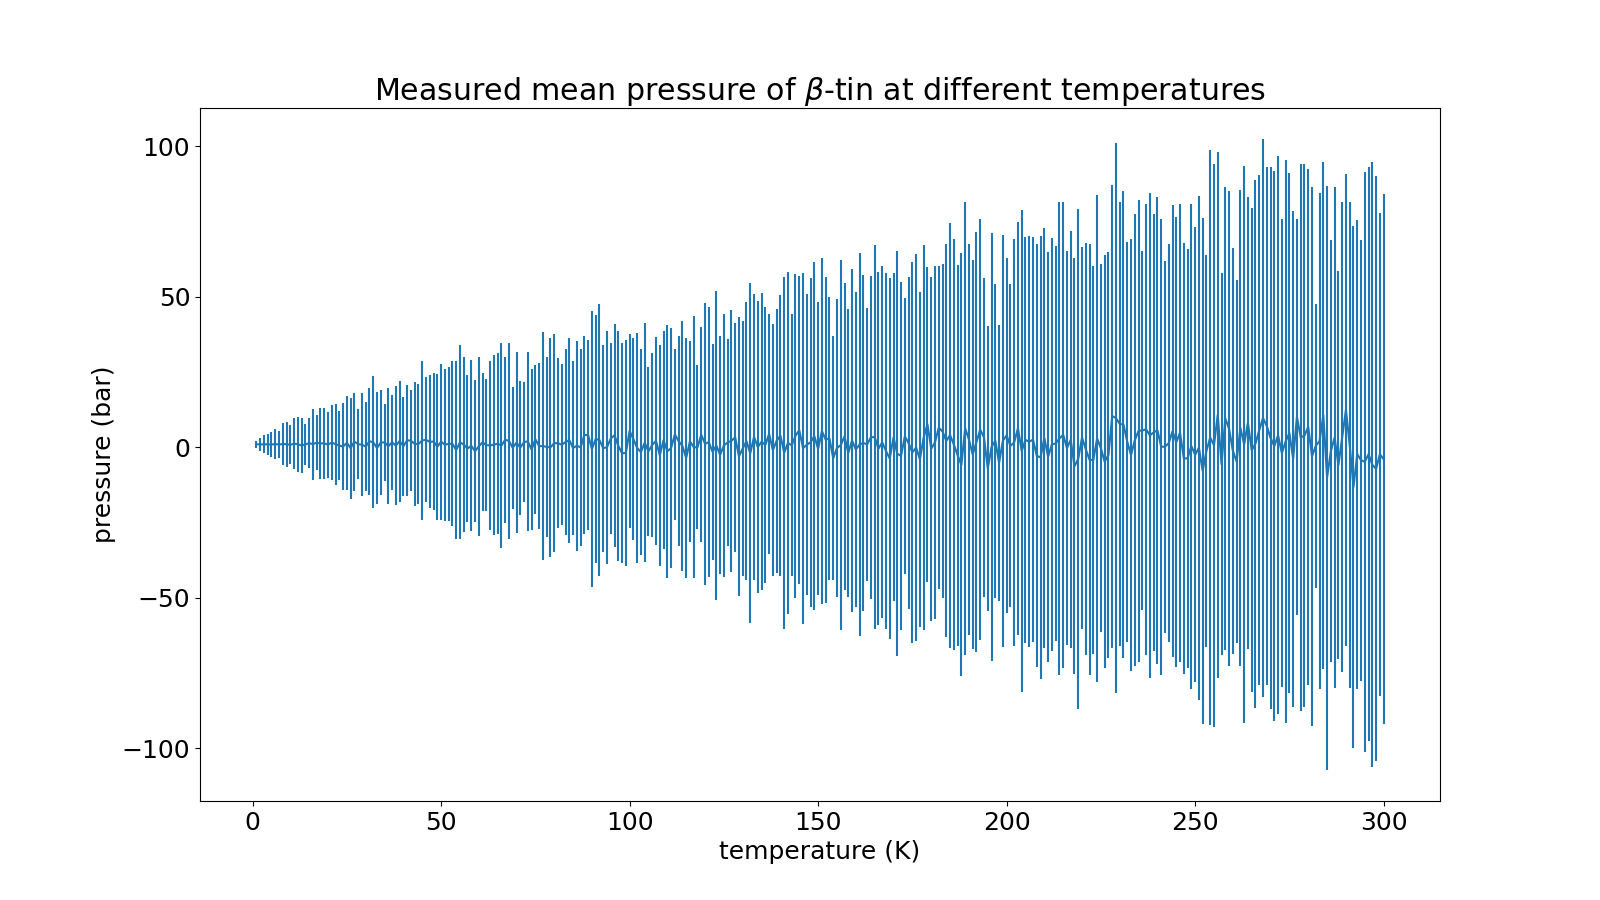 Measured mean pressure of β-tin at different temperatures
100
50
0
−50
−100
pressure (bar)
0 50 100 150 200 250 300
temperature (K)